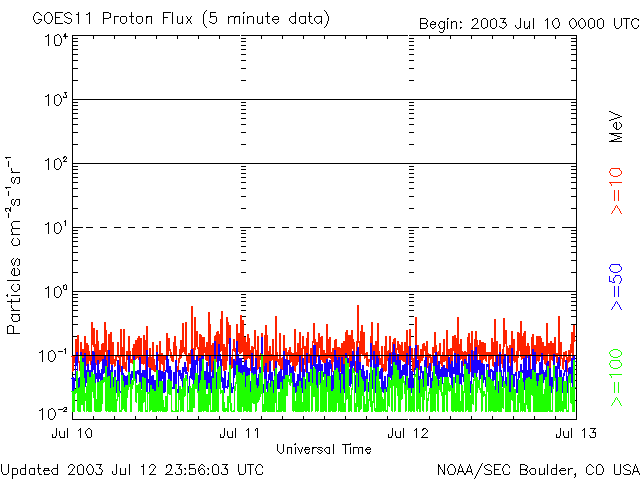 GOES11 Proton Flux (5 minute data)
Begin: 2003 Jul 10 0000 UTC
Particles cm⁻²s⁻¹sr⁻¹
10⁴
10³
10²
10¹
10⁰
10⁻¹
10⁻²
Jul 10
Jul 11
Jul 12
Jul 13
Universal Time
MeV
>=10
>=50
>=100
Updated 2003 Jul 12 23:56:03 UTC
NOAA/SEC Boulder, CO USA